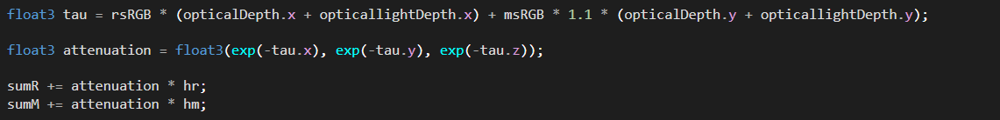 float3 tau = rsRGB * (opticalDepth.x + opticallightDepth.x) + msRGB * 1.1 * (opticalDepth.y + opticallightDepth.y);
float3 attenuation = float3(exp(-tau.x), exp(-tau.y), exp(-tau.z));
sumR += attenuation * hr;
sumM += attenuation * hm;